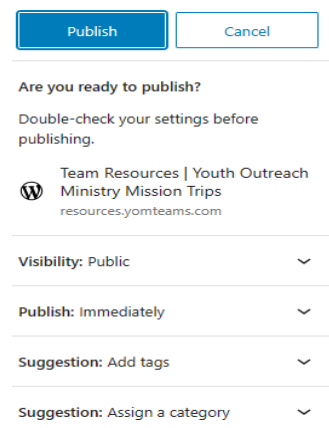 Publish
Cancel
Are you ready to publish?
Double-check your settings before
publishing.
Team Resources | Youth Outreach
Ministry Mission Trips
resources.yomteams.com
Visibility: Public
Publish: Immediately
Suggestion: Add tags
Suggestion: Assign a category